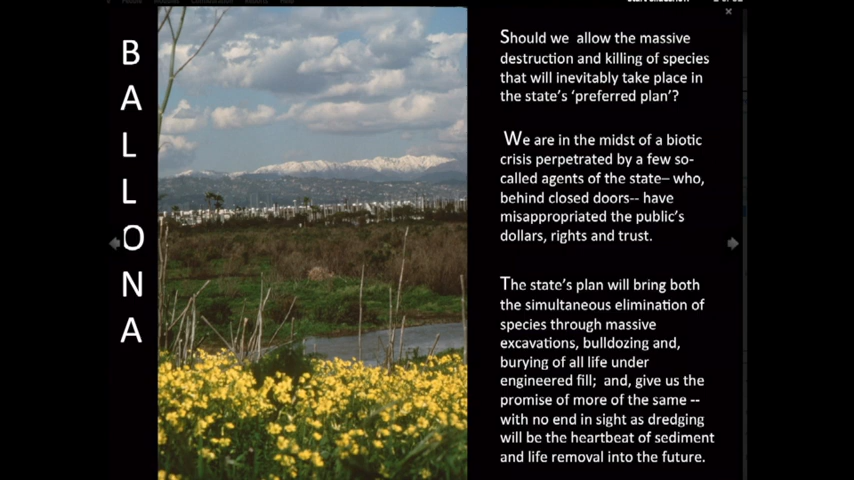 B
A
L
L
O
N
A
Should we allow the massive
destruction and killing of species
that will inevitably take place in
the state's 'preferred plan'?
We are in the midst of a biotic
crisis perpetrated by a few so-
called agents of the state– who,
behind closed doors-- have
misappropriated the public's
dollars, rights and trust.
The state's plan will bring both
the simultaneous elimination of
species through massive
excavations, bulldozing and,
burying of all life under
engineered fill; and, give us the
promise of more of the same --
with no end in sight as dredging
will be the heartbeat of sediment
and life removal into the future.